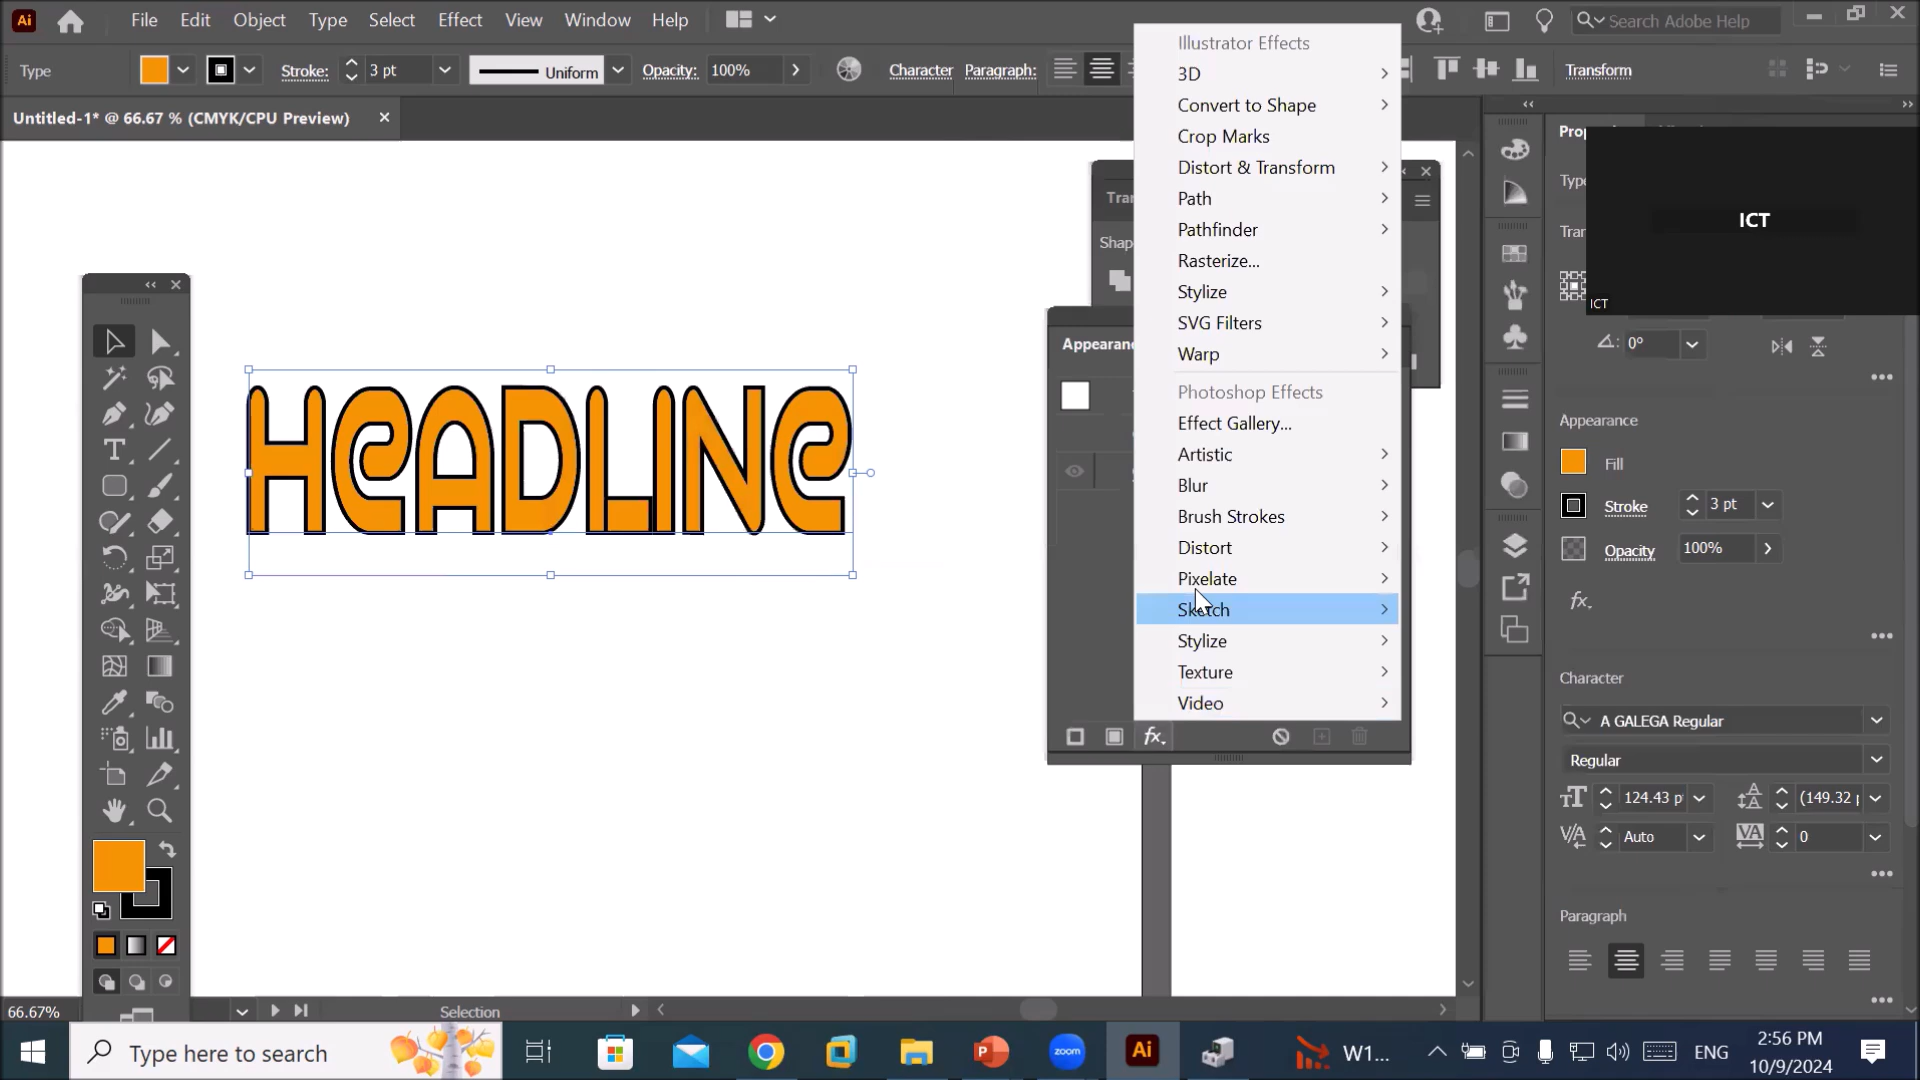 Ai
File Edit Object Type Select Effect View Window Help
Search Adobe Help
Type
Stroke: 3 pt
Uniform
Opacity: 100%
Character
Paragraph:
Transform
Untitled-1* @ 66.67 % (CMYK/CPU Preview)
HEADLINE
Illustrator Effects
3D
Convert to Shape
Crop Marks
Distort & Transform
Path
Pathfinder
Rasterize...
Stylize
SVG Filters
Warp
Photoshop Effects
Effect Gallery...
Artistic
Blur
Brush Strokes
Distort
Pixelate
Sketch
Stylize
Texture
Video
fx
ICT
ICT
0°
Appearance
Fill
Stroke 3 pt
Opacity 100%
fx
Character
A GALEGA Regular
Regular
124.43 p
(149.32
Auto
0
Paragraph
66.67%
Selection
Type here to search
zoom
Ai
W1...
ENG
2:56 PM
10/9/2024